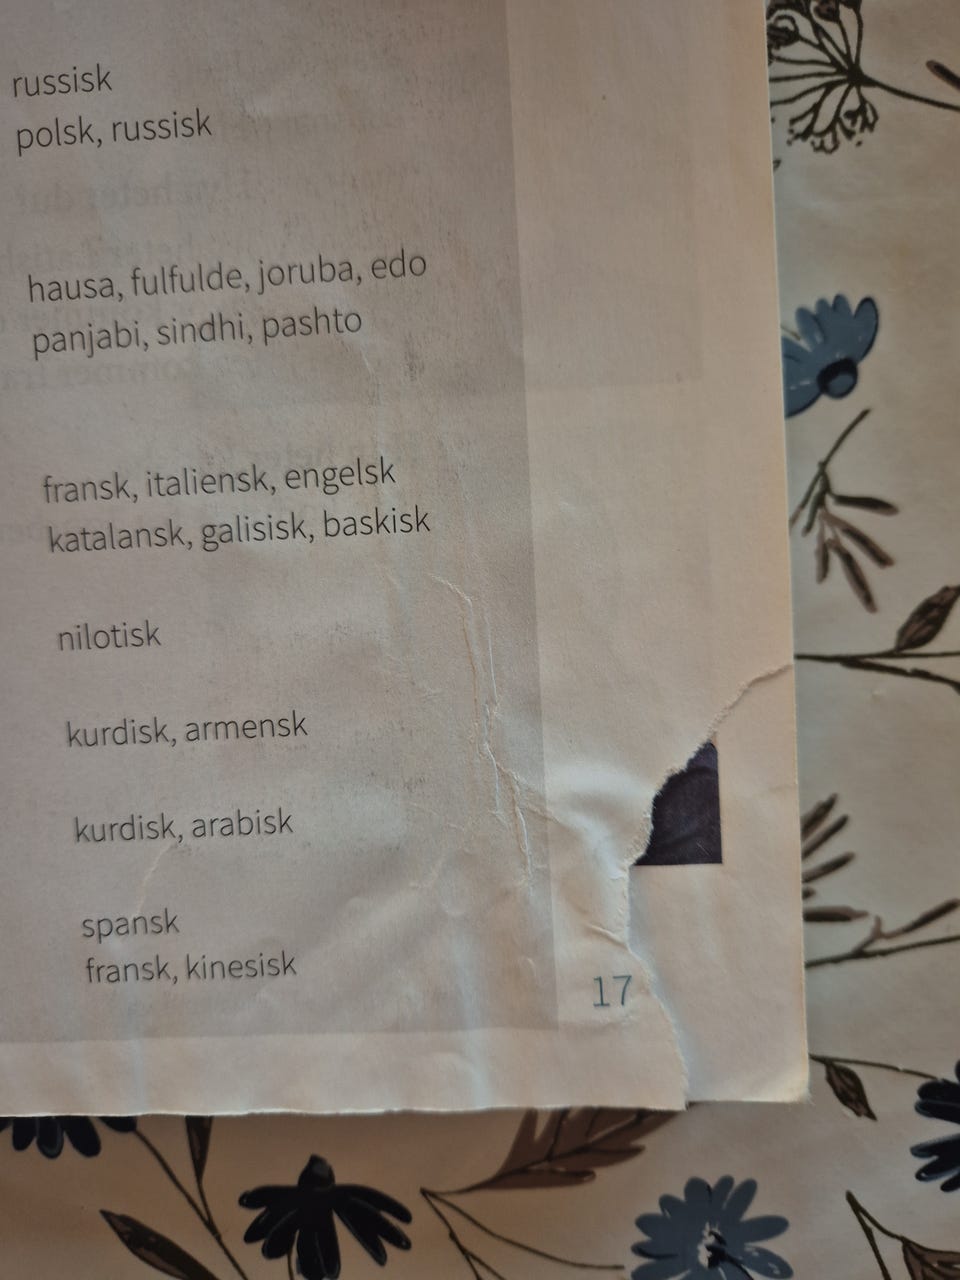 russisk
polsk, russisk
hausa, fulfulde, joruba, edo
panjabi, sindhi, pashto
fransk, italiensk, engelsk
katalansk, galisisk, baskisk
nilotisk
kurdisk, armensk
kurdisk, arabisk
spansk
fransk, kinesisk
17